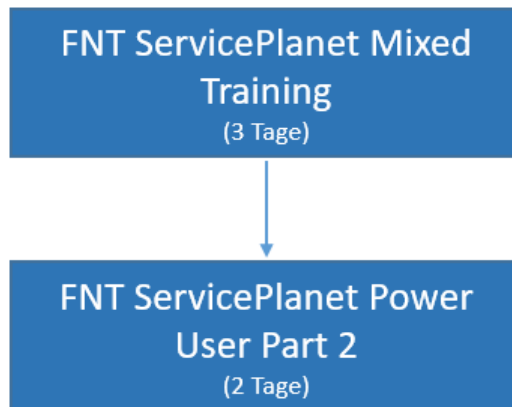 FNT ServicePlanet Mixed
Training
(3 Tage)
FNT ServicePlanet Power
User Part 2
(2 Tage)